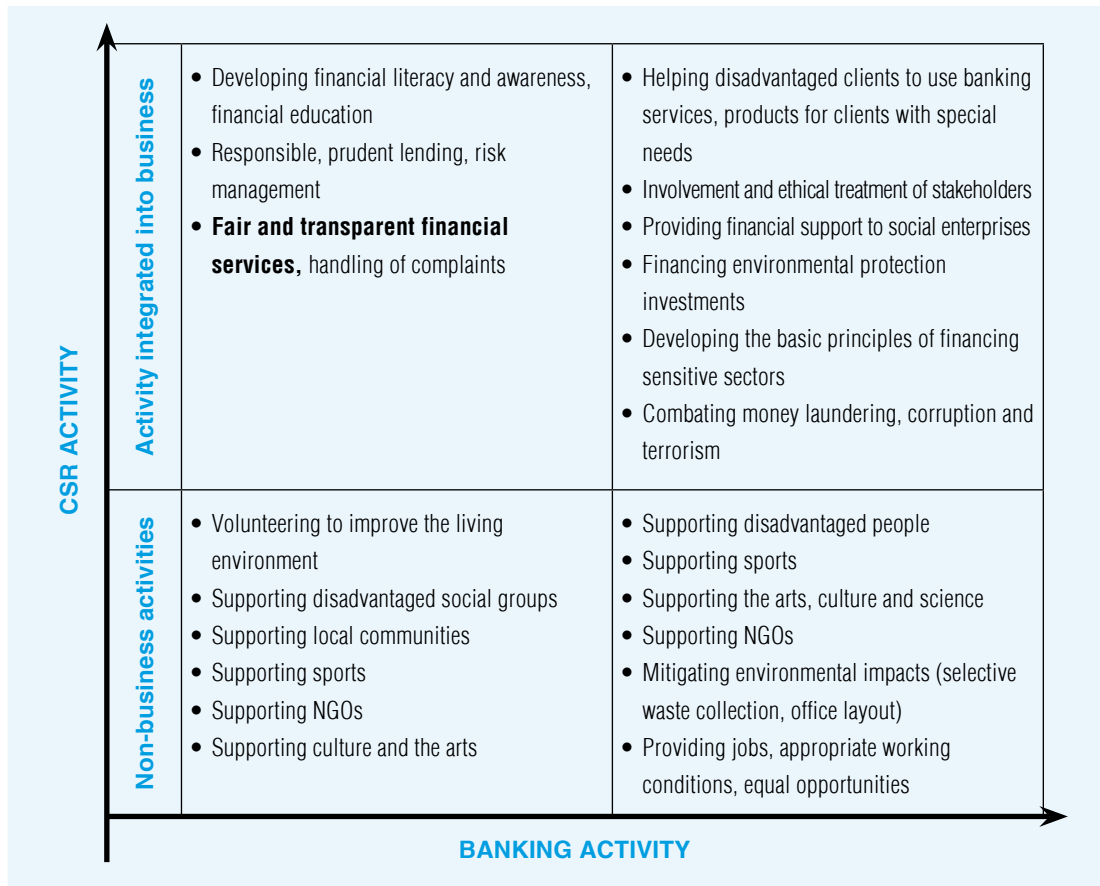 CSR ACTIVITY
Activity integrated into business
• Developing financial literacy and awareness,
financial education
• Responsible, prudent lending, risk
management
• Fair and transparent financial
services, handling of complaints
• Helping disadvantaged clients to use banking
services, products for clients with special
needs
• Involvement and ethical treatment of stakeholders
• Providing financial support to social enterprises
• Financing environmental protection
investments
• Developing the basic principles of financing
sensitive sectors
• Combating money laundering, corruption and
terrorism
Non-business activities
• Volunteering to improve the living
environment
• Supporting disadvantaged social groups
• Supporting local communities
• Supporting sports
• Supporting NGOs
• Supporting culture and the arts
• Supporting disadvantaged people
• Supporting sports
• Supporting the arts, culture and science
• Supporting NGOs
• Mitigating environmental impacts (selective
waste collection, office layout)
• Providing jobs, appropriate working
conditions, equal opportunities
BANKING ACTIVITY